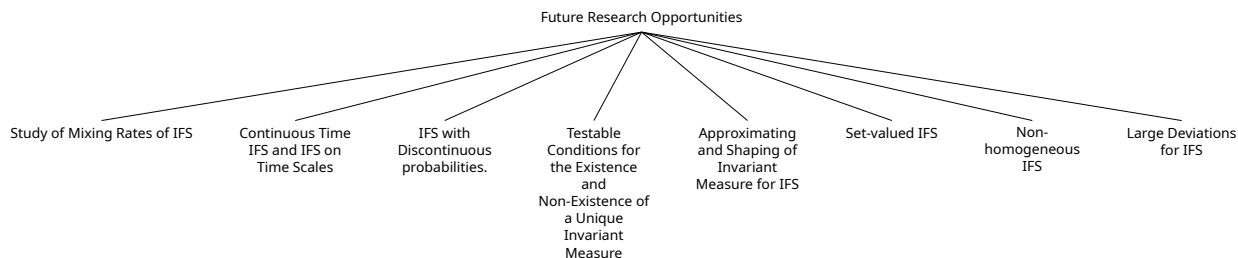 Future Research Opportunities
Study of Mixing Rates of IFS
Continuous Time
IFS and IFS on
Time Scales
IFS with
Discontinuous
probabilities.
Testable
Conditions for
the Existence
and
Non-Existence of
a Unique
Invariant
Measure
Approximating
and Shaping of
Invariant
Measure for IFS
Set-valued IFS
Non-
homogeneous
IFS
Large Deviations
for IFS